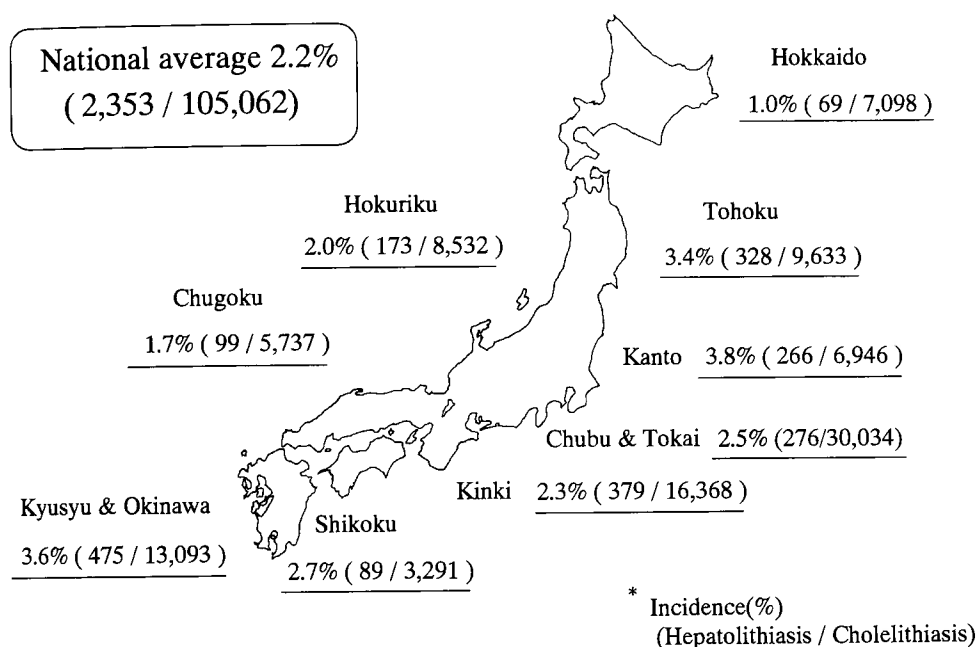 National average 2.2%
( 2,353 / 105,062)
Hokkaido
1.0% ( 69 / 7,098 )
Hokuriku
2.0% ( 173 / 8,532 )
Tohoku
3.4% ( 328 / 9,633 )
Chugoku
1.7% ( 99 / 5,737 )
Kanto 3.8% ( 266 / 6,946 )
Chubu & Tokai 2.5% (276/30,034)
Kinki 2.3% ( 379 / 16,368 )
Kyusyu & Okinawa
3.6% ( 475 / 13,093 )
Shikoku
2.7% ( 89 / 3,291 )
* Incidence(%)
(Hepatolithiasis / Cholelithiasis)